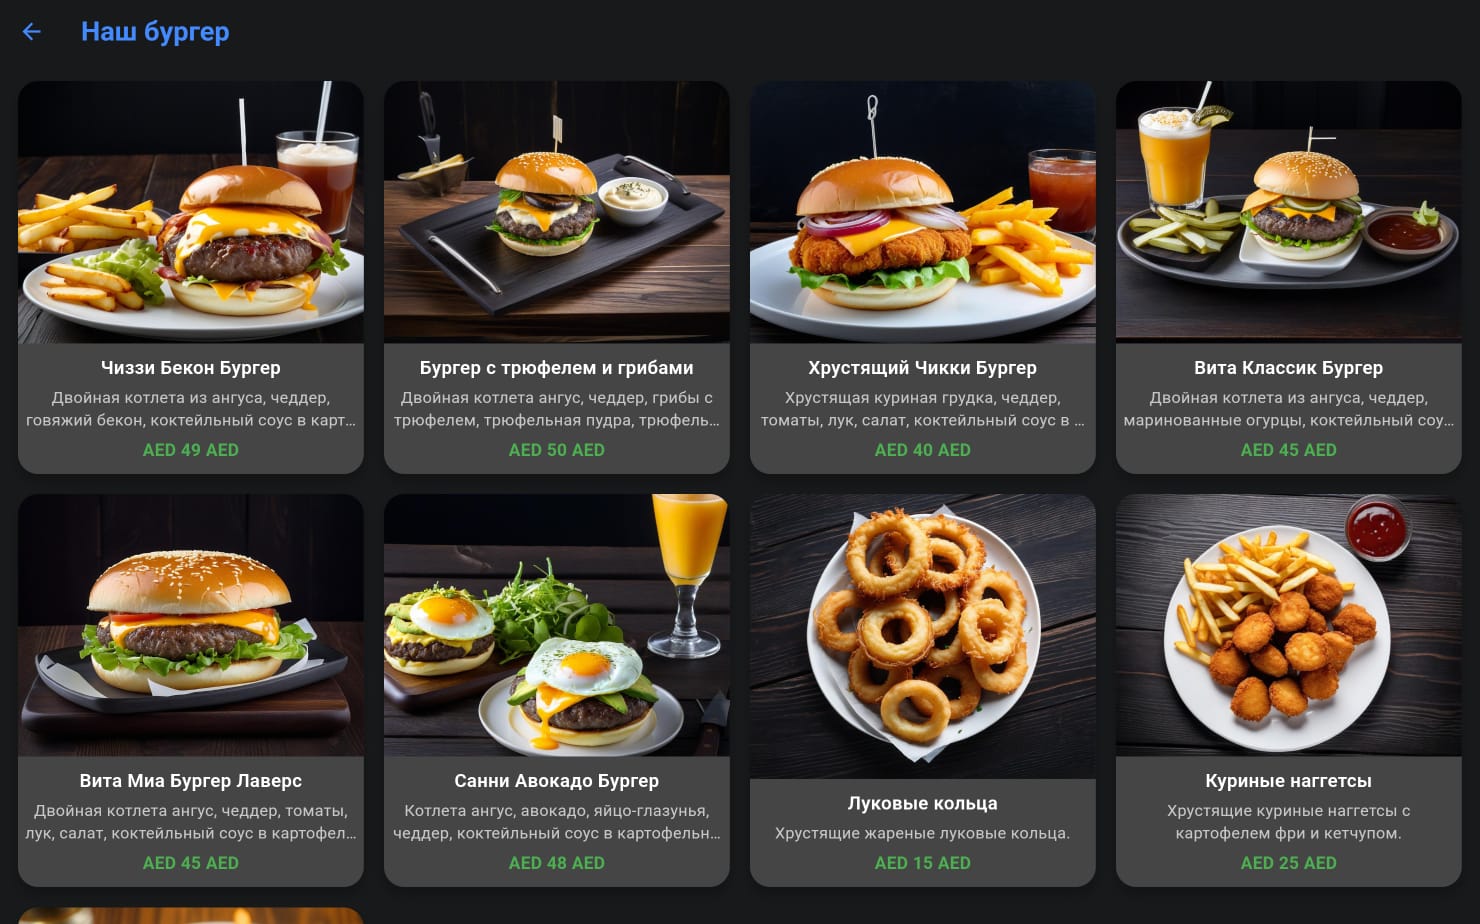 Наш бургер
Чиззи Бекон Бургер
Двойная котлета из ангуса, чеддер,
говяжий бекон, коктейльный соус в карт…
AED 49 AED
Бургер с трюфелем и грибами
Двойная котлета ангус, чеддер, грибы с
трюфелем, трюфельная пудра, трюфель…
AED 50 AED
Хрустящий Чикки Бургер
Хрустящая куриная грудка, чеддер,
томаты, лук, салат, коктейльный соус в …
AED 40 AED
Вита Классик Бургер
Двойная котлета из ангуса, чеддер,
маринованные огурцы, коктейльный соу…
AED 45 AED
Вита Миа Бургер Лаверс
Двойная котлета ангус, чеддер, томаты,
лук, салат, коктейльный соус в картофел…
AED 45 AED
Санни Авокадо Бургер
Котлета ангус, авокадо, яйцо-глазунья,
чеддер, коктейльный соус в картофельн…
AED 48 AED
Луковые кольца
Хрустящие жареные луковые кольца.
AED 15 AED
Куриные наггетсы
Хрустящие куриные наггетсы с
картофелем фри и кетчупом.
AED 25 AED